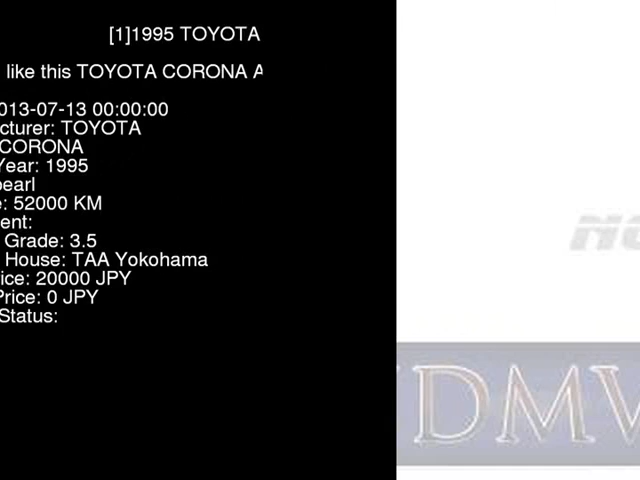 [1]1995 TOYOTA
like this TOYOTA CORONA A
013-07-13 00:00:00
cturer: TOYOTA
CORONA
Year: 1995
pearl
e: 52000 KM
ent:
Grade: 3.5
House: TAA Yokohama
ice: 20000 JPY
Price: 0 JPY
Status:
DMV